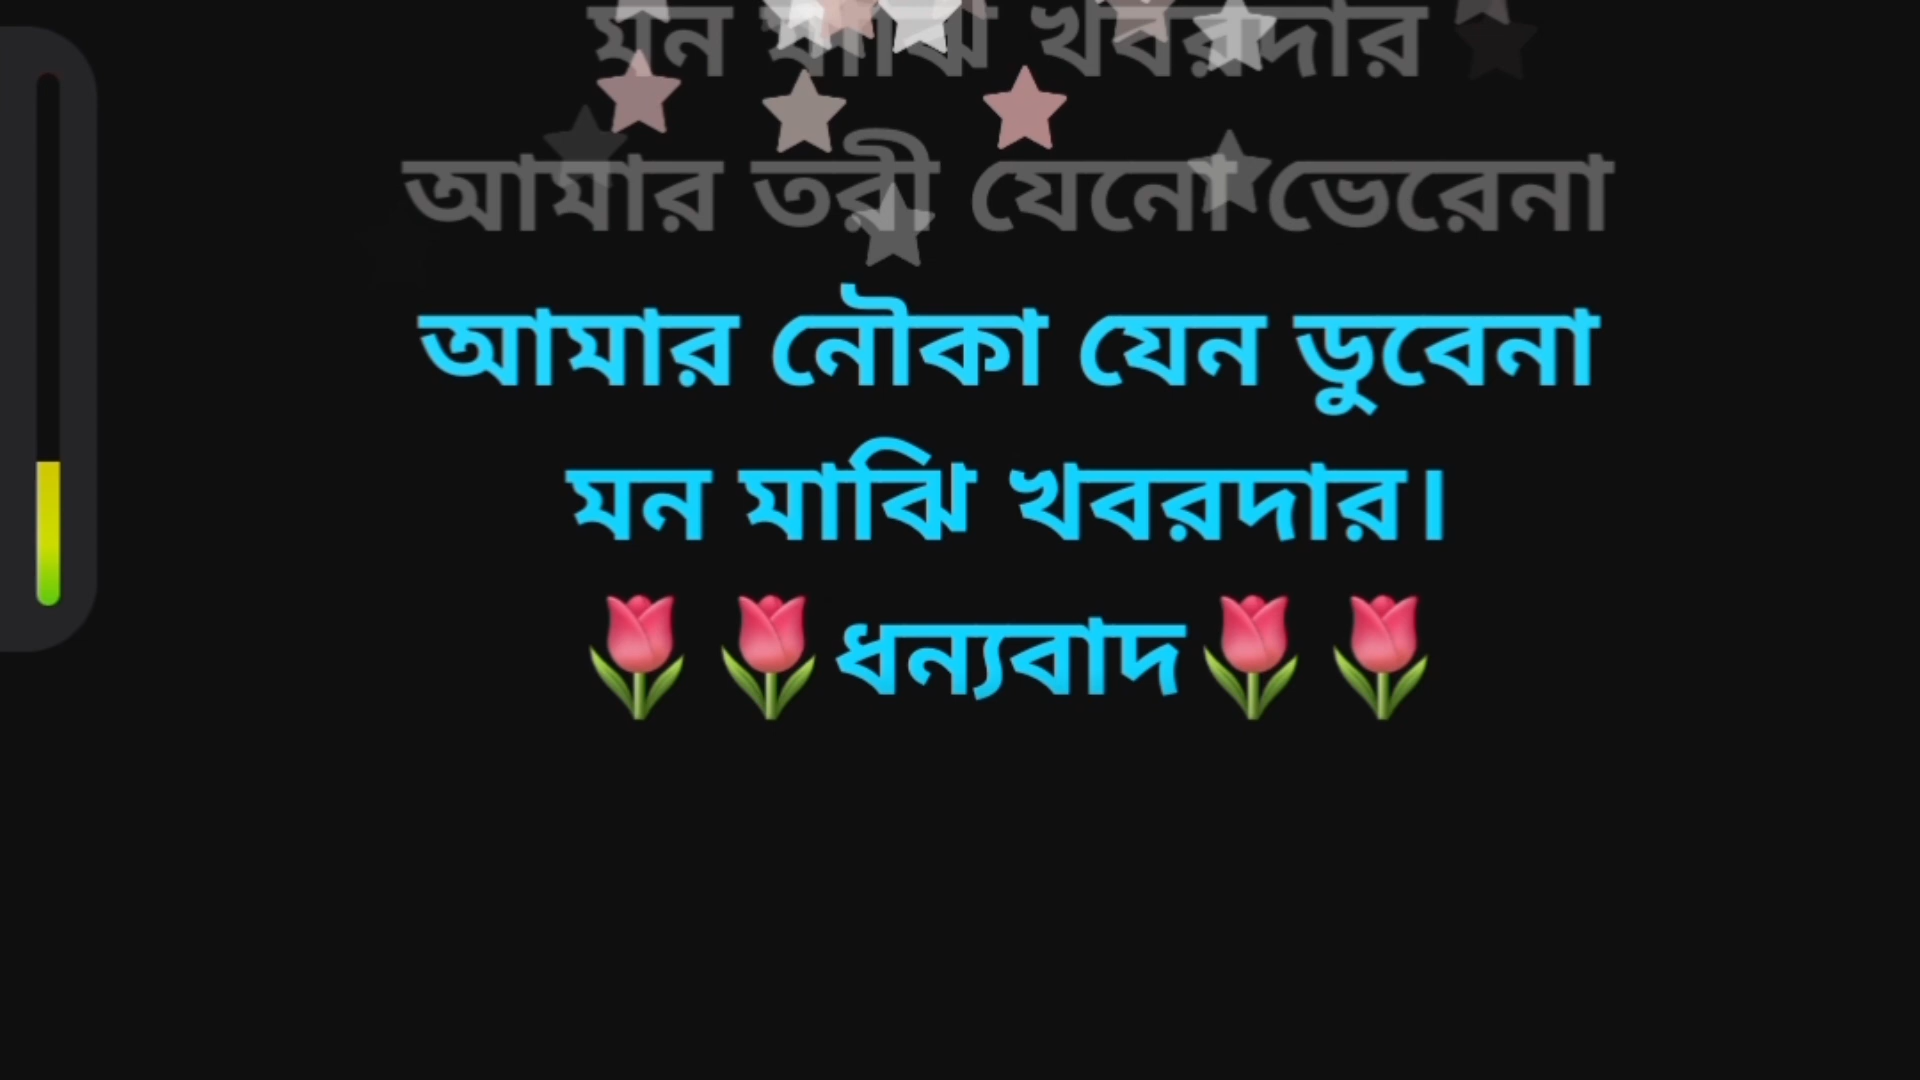 মন মাঝি খবরদার
আমার তরী যেনো ভেরেনা
আমার নৌকা যেন ডুবেনা
মন মাঝি খবরদার।
🌷🌷ধন্যবাদ🌷🌷